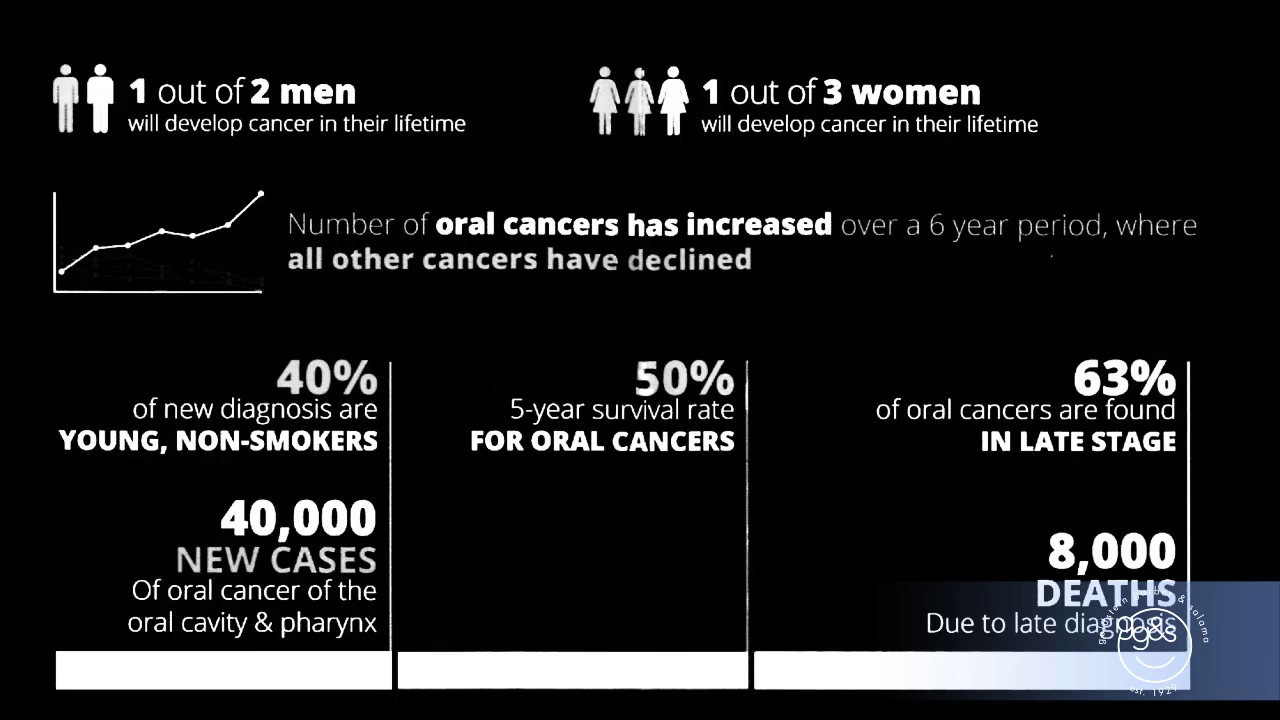 1 out of 2 men
will develop cancer in their lifetime
1 out of 3 women
will develop cancer in their lifetime
Number of oral cancers has increased over a 6 year period, where
all other cancers have declined
40%
of new diagnosis are
YOUNG, NON-SMOKERS
40,000
NEW CASES
Of oral cancer of the
oral cavity & pharynx
50%
5-year survival rate
FOR ORAL CANCERS
63%
of oral cancers are found
IN LATE STAGE
8,000
DEATHS
Due to late diagnosis
& salama
pg&s
est. 1929